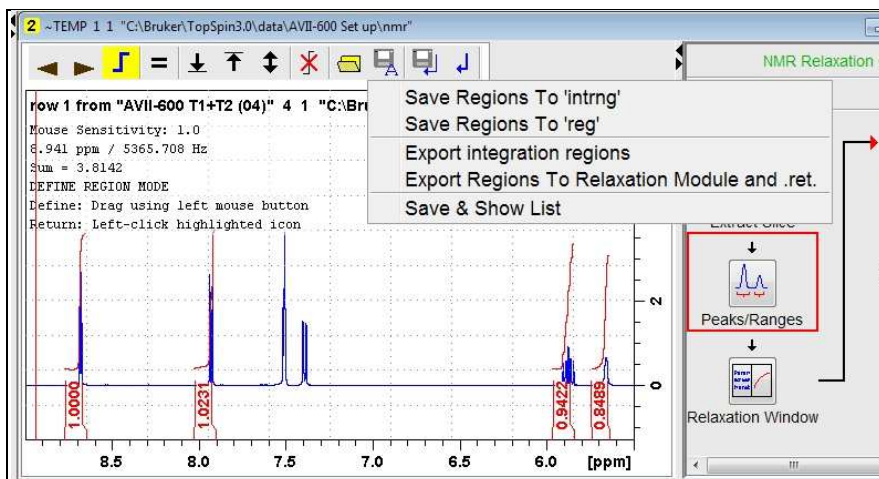 2 ~TEMP 1 1 "C:\Bruker\TopSpin3.0\data\AVII-600 Set up\nmr"
NMR Relaxation
A
row 1 from "AVII-600 T1+T2 (04)" 4 1 "C:\Br
Mouse Sensitivity: 1.0
8.941 ppm / 5365.708 Hz
Sum = 3.8142
DEFINE REGION MODE
Define: Drag using left mouse button
Return: Left-click highlighted icon
Save Regions To 'intrng'
Save Regions To 'reg'
Export integration regions
Export Regions To Relaxation Module and .ret.
Save & Show List
Extract Slice
Peaks/Ranges
Relaxation Window
2
0
1.0000
1.0231
0.9422
0.8489
8.5 8.0 7.5 7.0 6.5 6.0 [ppm]